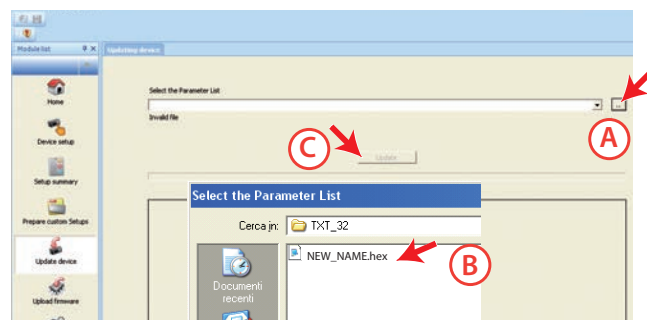 Module list
Updating device
Home
Device setup
Setup summary
Prepare custom Setups
Update device
Upload firmware
Select the Parameter List
...
Invalid file
A
C
Update
Select the Parameter List
Cerca in:
TXT_32
Documenti
recenti
NEW_NAME.hex
B